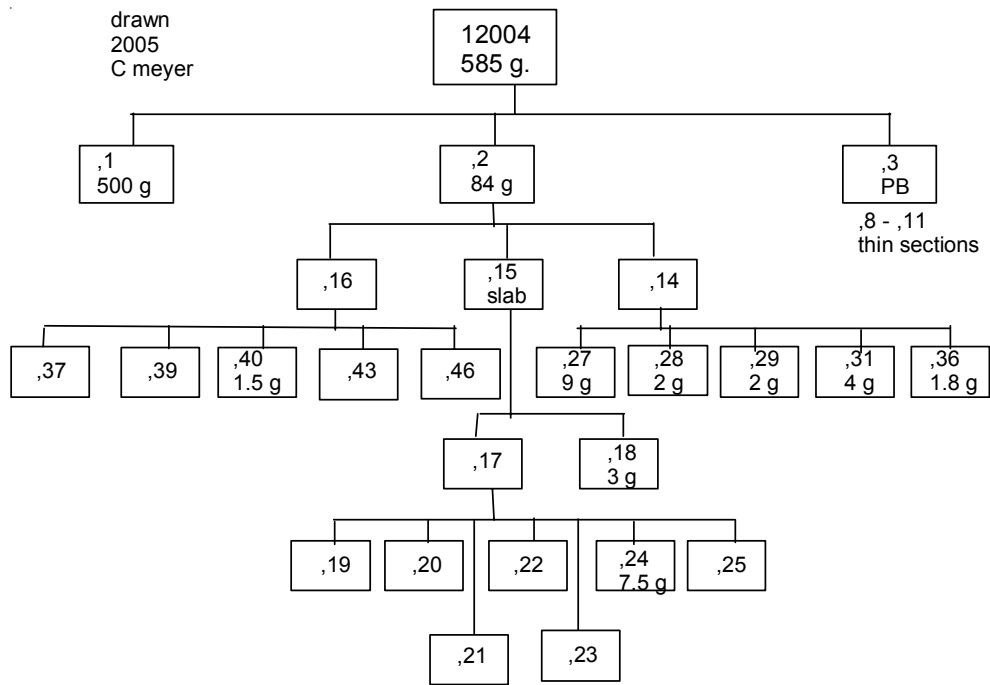 drawn
2005
C meyer
12004
585 g.
,1
500 g
,2
84 g
,3
PB
,8 - ,11
thin sections
,16
,15
slab
,14
,37
,39
,40
1.5 g
,43
,46
,27
9 g
,28
2 g
,29
2 g
,31
4 g
,36
1.8 g
,17
,18
3 g
,19
,20
,22
,24
7.5 g
,25
,21
,23